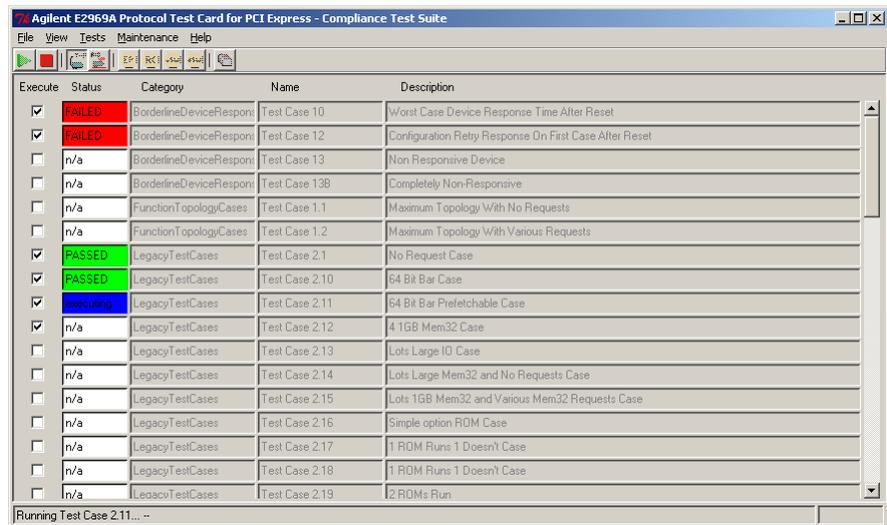 Agilent E2969A Protocol Test Card for PCI Express - Compliance Test Suite
File View Tests Maintenance Help
Execute Status Category Name Description
FAILED BorderlineDeviceRespons Test Case 10 Worst Case Device Response Time After Reset
FAILED BorderlineDeviceRespons Test Case 12 Configuration Retry Response On First Case After Reset
n/a BorderlineDeviceRespons Test Case 13 Non Responsive Device
n/a BorderlineDeviceRespons Test Case 13B Completely Non-Responsive
n/a FunctionTopologyCases Test Case 1.1 Maximum Topology With No Requests
n/a FunctionTopologyCases Test Case 1.2 Maximum Topology With Various Requests
PASSED LegacyTestCases Test Case 2.1 No Request Case
PASSED LegacyTestCases Test Case 2.10 64 Bit Bar Case
executing LegacyTestCases Test Case 2.11 64 Bit Bar Prefetchable Case
n/a LegacyTestCases Test Case 2.12 4 1GB Mem32 Case
n/a LegacyTestCases Test Case 2.13 Lots Large IO Case
n/a LegacyTestCases Test Case 2.14 Lots Large Mem32 and No Requests Case
n/a LegacyTestCases Test Case 2.15 Lots 1GB Mem32 and Various Mem32 Requests Case
n/a LegacyTestCases Test Case 2.16 Simple option ROM Case
n/a LegacyTestCases Test Case 2.17 1 ROM Runs 1 Doesn't Case
n/a LegacyTestCases Test Case 2.18 1 ROM Runs 1 Doesn't Case
n/a LegacyTestCases Test Case 2.19 2 ROMs Run
Running Test Case 2.11... --